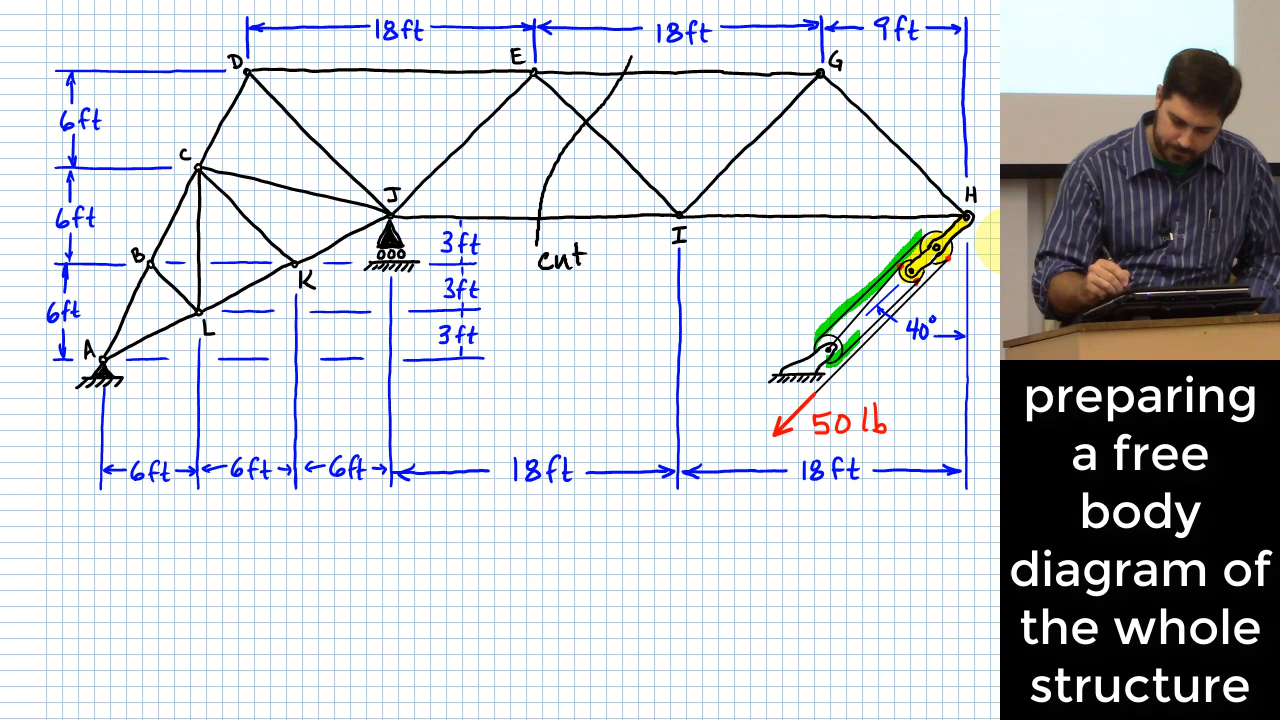 18ft
18ft
9ft
D
E
G
6ft
C
6ft
J
H
3ft
I
B
cut
K
3ft
6ft
L
40°
3ft
A
50 lb
6ft
6ft
6ft
18ft
18ft
preparing
a free
body
diagram of
the whole
structure